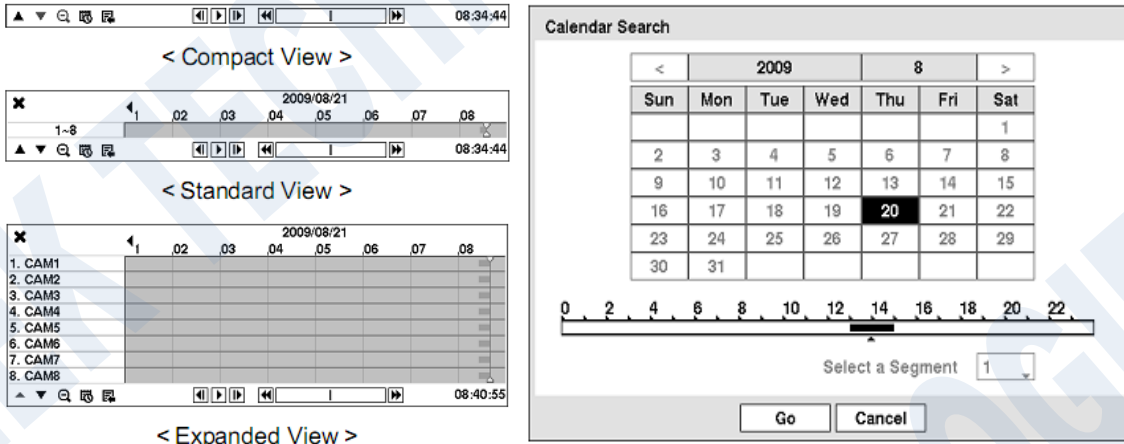 08:34:44
< Compact View >
2009/08/21
1 02 03 04 05 06 07 08
1~8
08:34:44
< Standard View >
2009/08/21
1 02 03 04 05 06 07 08
1. CAM1
2. CAM2
3. CAM3
4. CAM4
5. CAM5
6. CAM6
7. CAM7
8. CAM8
08:40:55
< Expanded View >
Calendar Search
< 2009 8 >
Sun Mon Tue Wed Thu Fri Sat
1
2 3 4 5 6 7 8
9 10 11 12 13 14 15
16 17 18 19 20 21 22
23 24 25 26 27 28 29
30 31
0 2 4 6 8 10 12 14 16 18 20 22
Select a Segment 1
Go Cancel